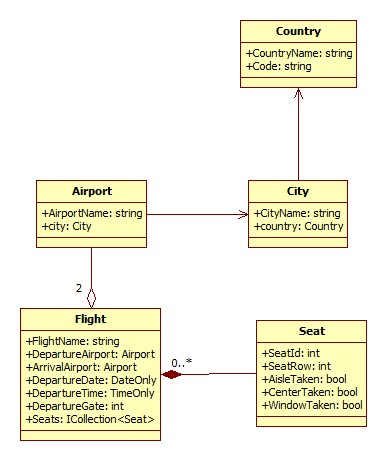 Country
+CountryName: string
+Code: string
Airport
+AirportName: string
+city: City
City
+CityName: string
+country: Country
2
Flight
+FlightName: string
+DepartureAirport: Airport
+ArrivalAirport: Airport
+DepartureDate: DateOnly
+DepartureTime: TimeOnly
+DepartureGate: int
+Seats: ICollection<Seat>
0..*
Seat
+SeatId: int
+SeatRow: int
+AisleTaken: bool
+CenterTaken: bool
+WindowTaken: bool